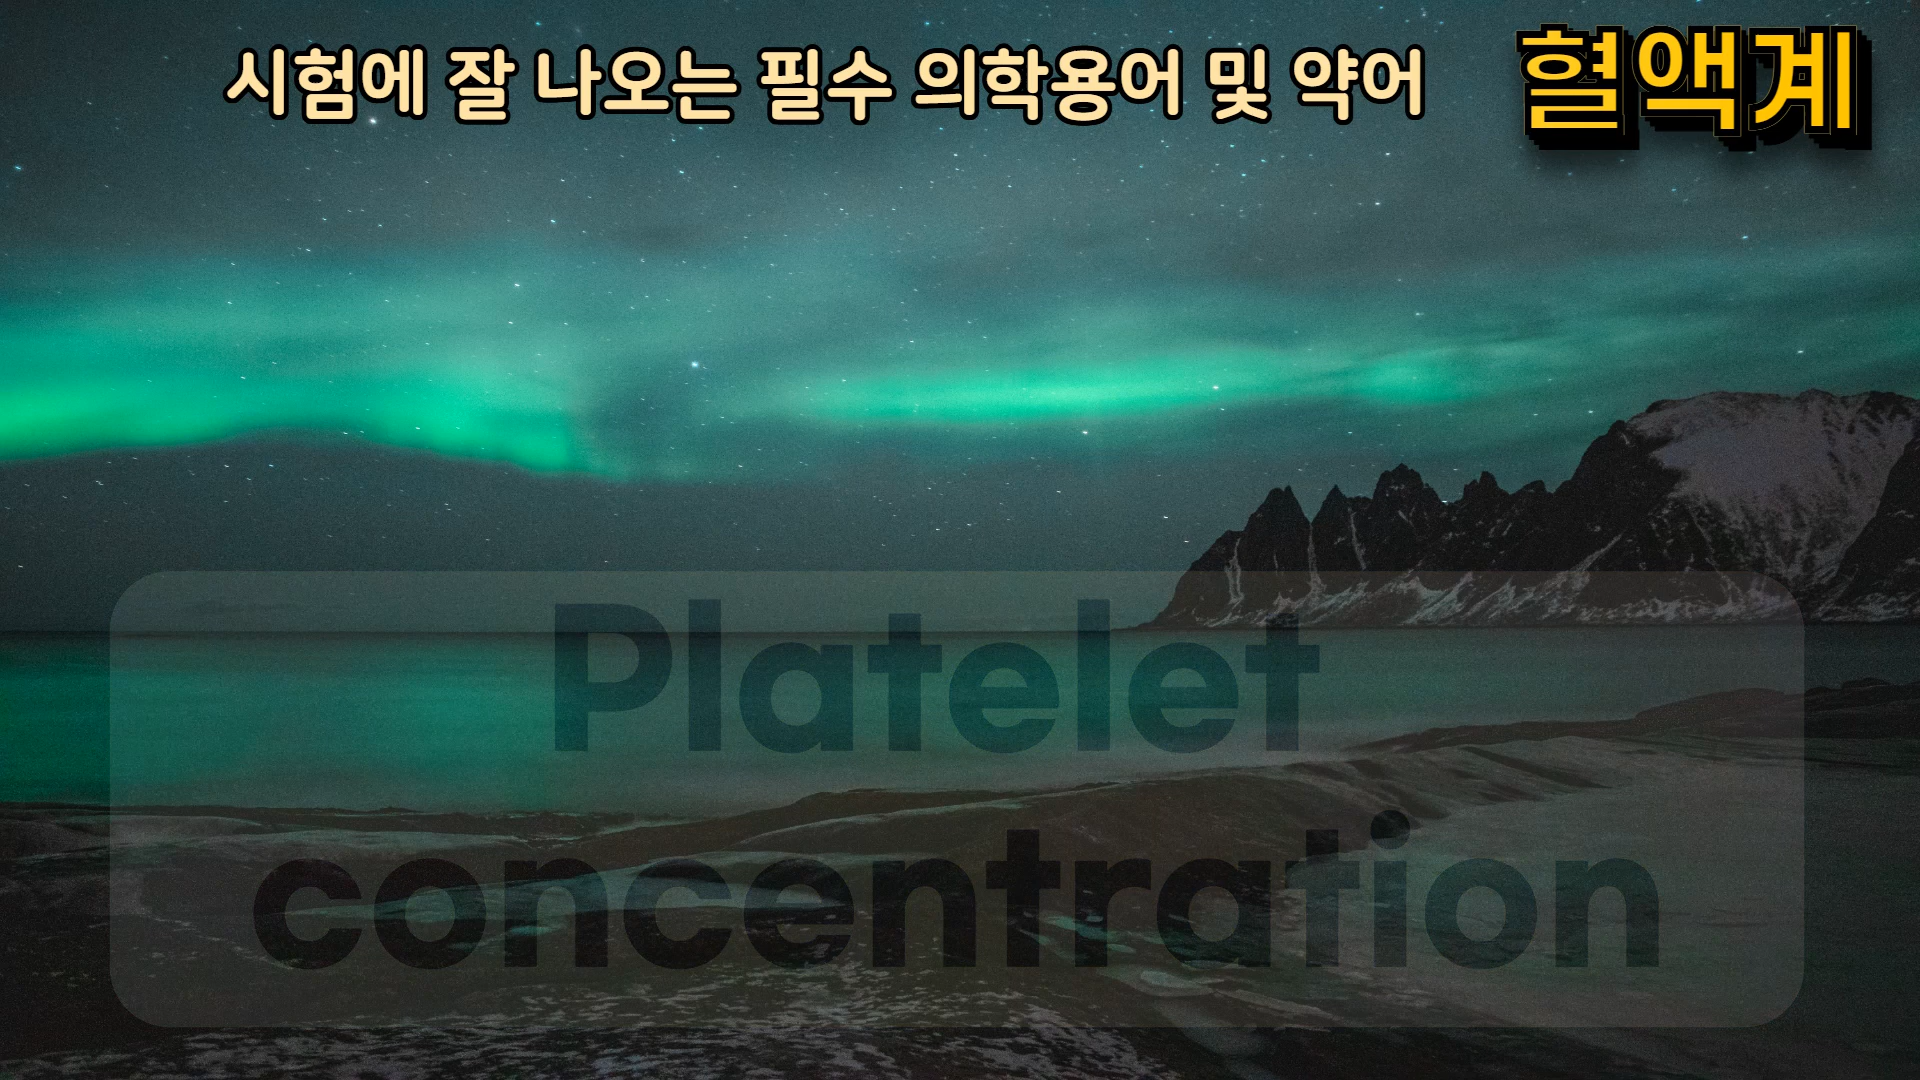 시험에 잘 나오는 필수 의학용어 및 약어 혈액계
Platelet
concentration